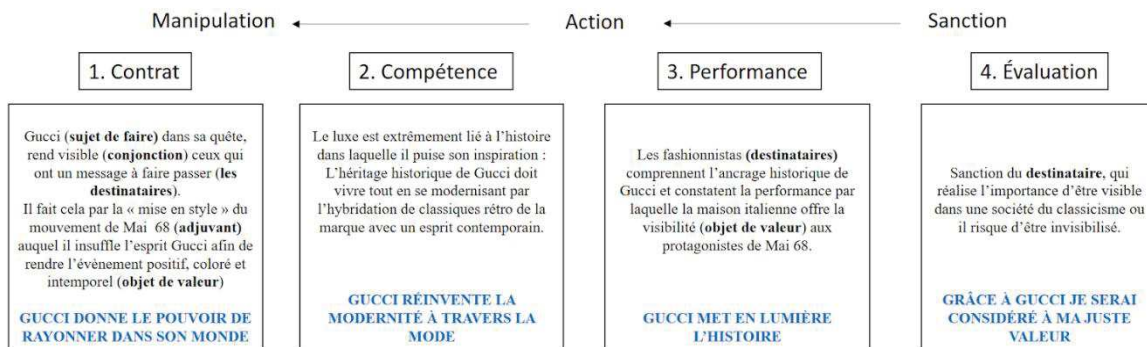 Manipulation
Action
Sanction
1. Contrat
2. Compétence
3. Performance
4. Évaluation
Gucci (sujet de faire) dans sa quête,
rend visible (conjonction) ceux qui
ont un message à faire passer (les
destinataires).
Il fait cela par la « mise en style » du
mouvement de Mai 68 (adjuvant)
auquel il insuffle l'esprit Gucci afin de
rendre l'évènement positif, coloré et
intemporel (objet de valeur)
GUCCI DONNE LE POUVOIR DE
RAYONNER DANS SON MONDE
Le luxe est extrêmement lié à l'histoire
dans laquelle il puise son inspiration :
L'héritage historique de Gucci doit
vivre tout en se modernisant par
l'hybridation de classiques rétro de la
marque avec un esprit contemporain.
GUCCI RÉINVENTE LA
MODERNITÉ À TRAVERS LA
MODE
Les fashionnistas (destinataires)
comprennent l'ancrage historique de
Gucci et constatent la performance par
laquelle la maison italienne offre la
visibilité (objet de valeur) aux
protagonistes de Mai 68.
GUCCI MET EN LUMIÈRE
L'HISTOIRE
Sanction du destinataire, qui
réalise l'importance d'être visible
dans une société du classicisme ou
il risque d'être invisibilisé.
GRÂCE À GUCCI JE SERAI
CONSIDÉRÉ À MA JUSTE
VALEUR